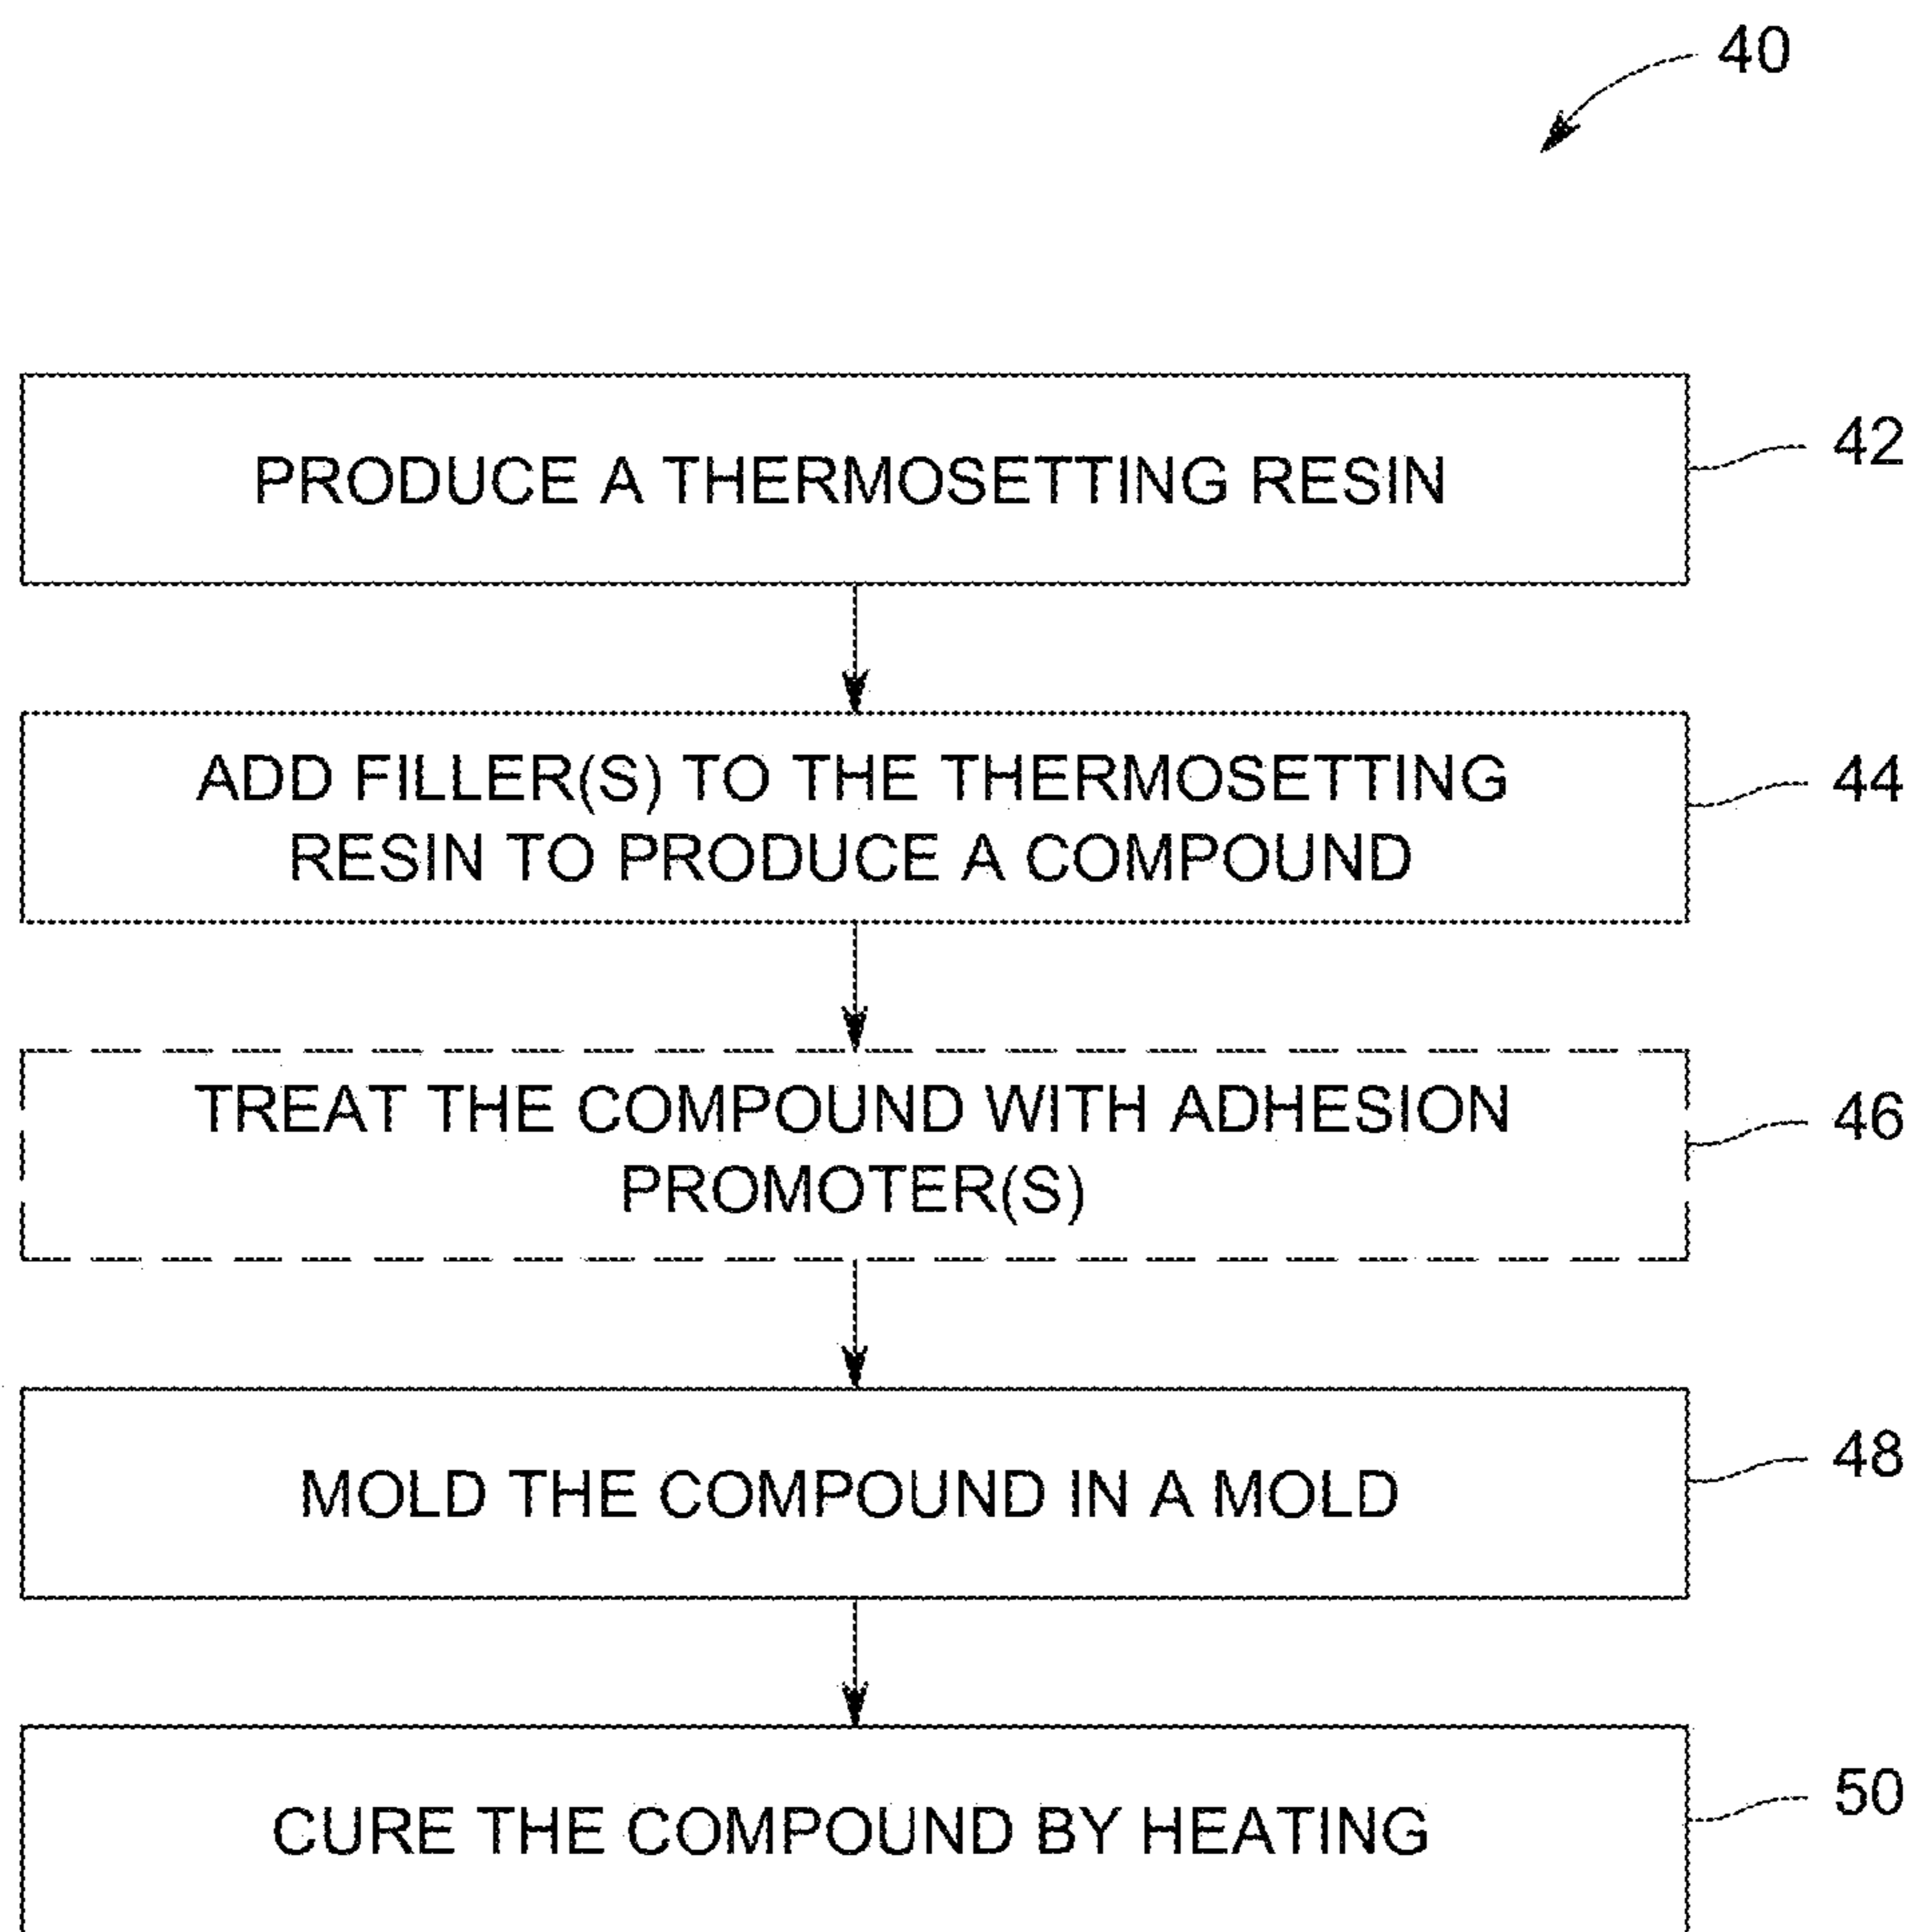 40
PRODUCE A THERMOSETTING RESIN
42
ADD FILLER(S) TO THE THERMOSETTING
RESIN TO PRODUCE A COMPOUND
44
TREAT THE COMPOUND WITH ADHESION
PROMOTER(S)
46
MOLD THE COMPOUND IN A MOLD
48
CURE THE COMPOUND BY HEATING
50